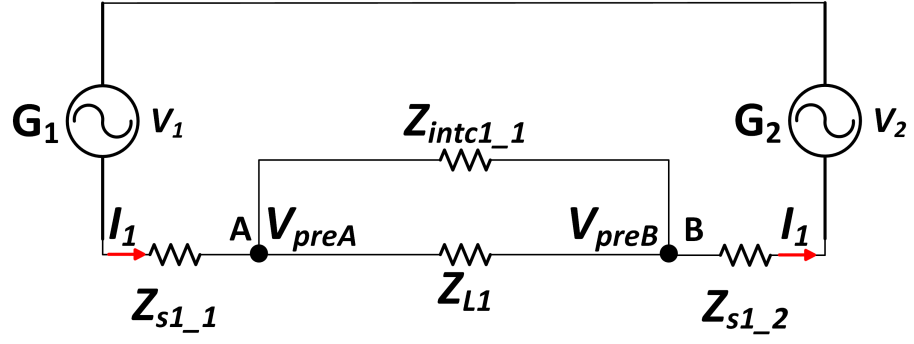 G1 V1
G2 V2
Zintc1_1
I1
A VpreA
VpreB B
I1
Zs1_1
ZL1
Zs1_2